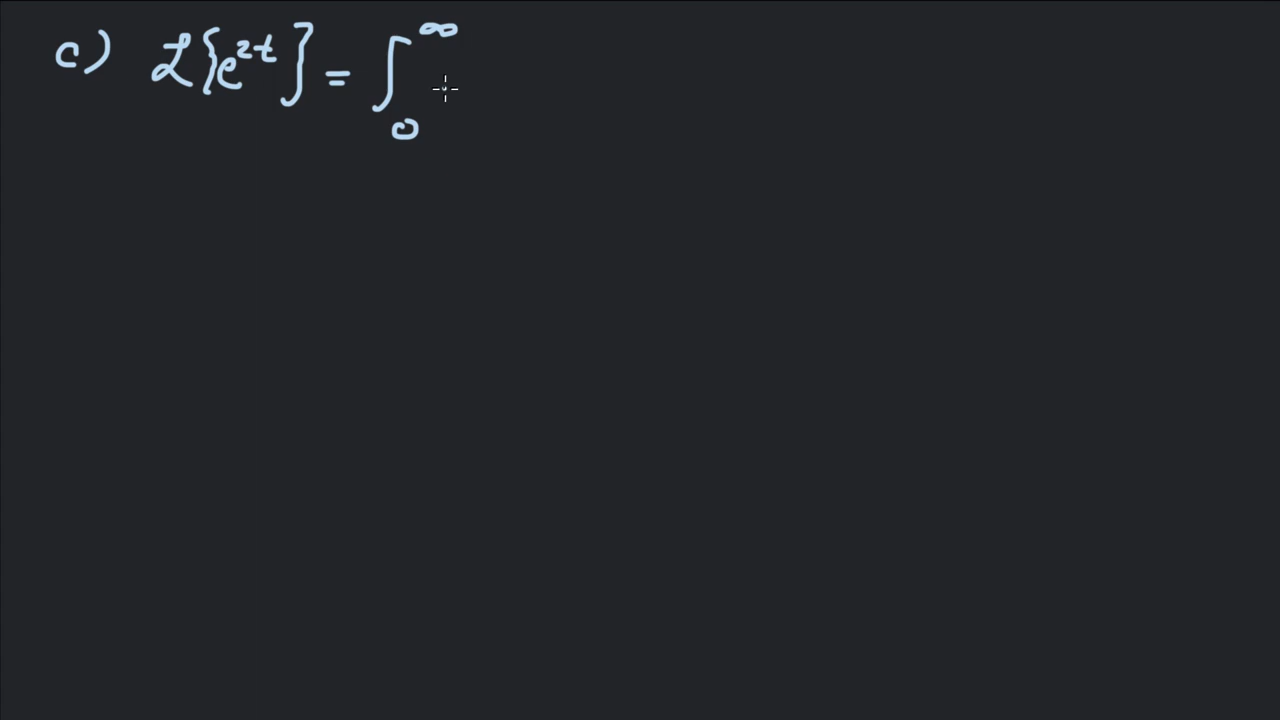 c) ℒ{e^{2t}} = ∫_0^∞